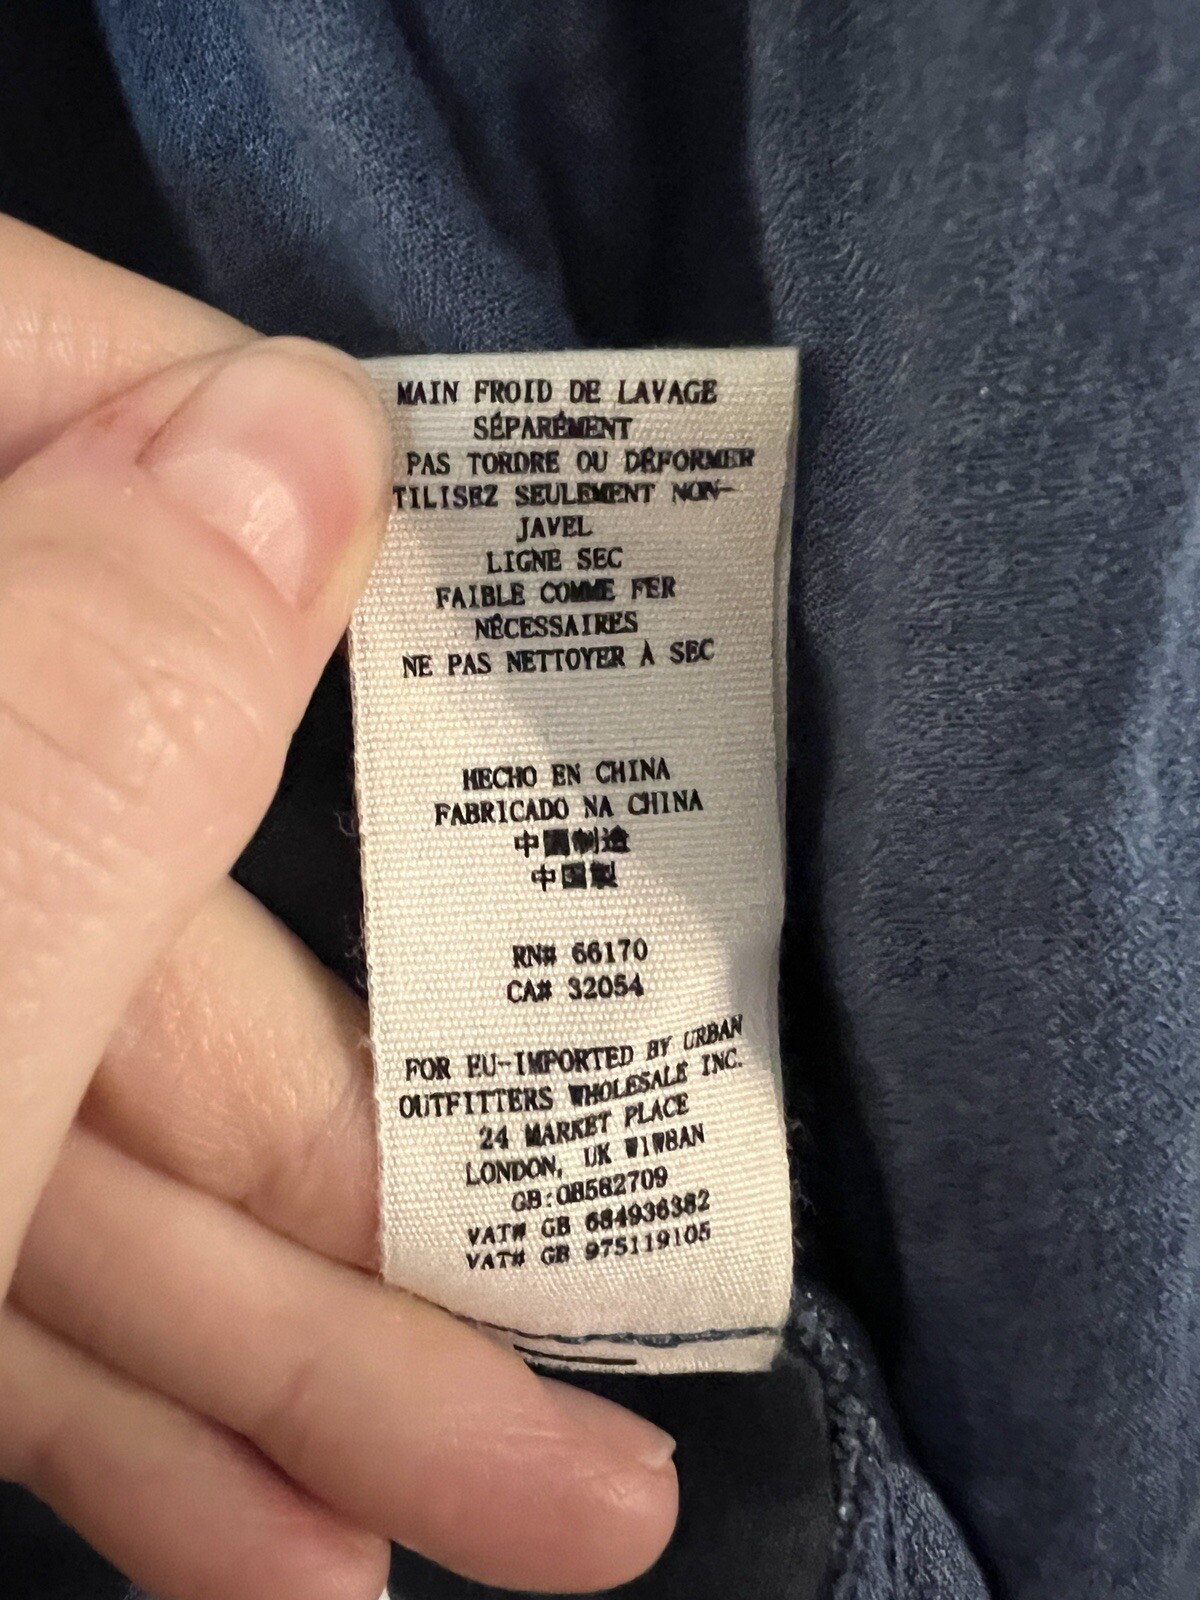 MAIN FROID DE LAVAGE
SÉPARÉMENT
PAS TORDRE OU DÉFORMER
TILISEZ SEULEMENT NON-
JAVEL
LIGNE SEC
FAIBLE COMME FER
NÉCESSAIRES
NE PAS NETTOYER À SEC
HECHO EN CHINA
FABRICADO NA CHINA
中國制造
中国製
RN# 66170
CA# 32054
FOR EU-IMPORTED BY URBAN
OUTFITTERS WHOLESALE INC.
24 MARKET PLACE
LONDON, UK W1W8AN
GB:0B582709
VAT# GB 684936382
VAT# GB 975119105